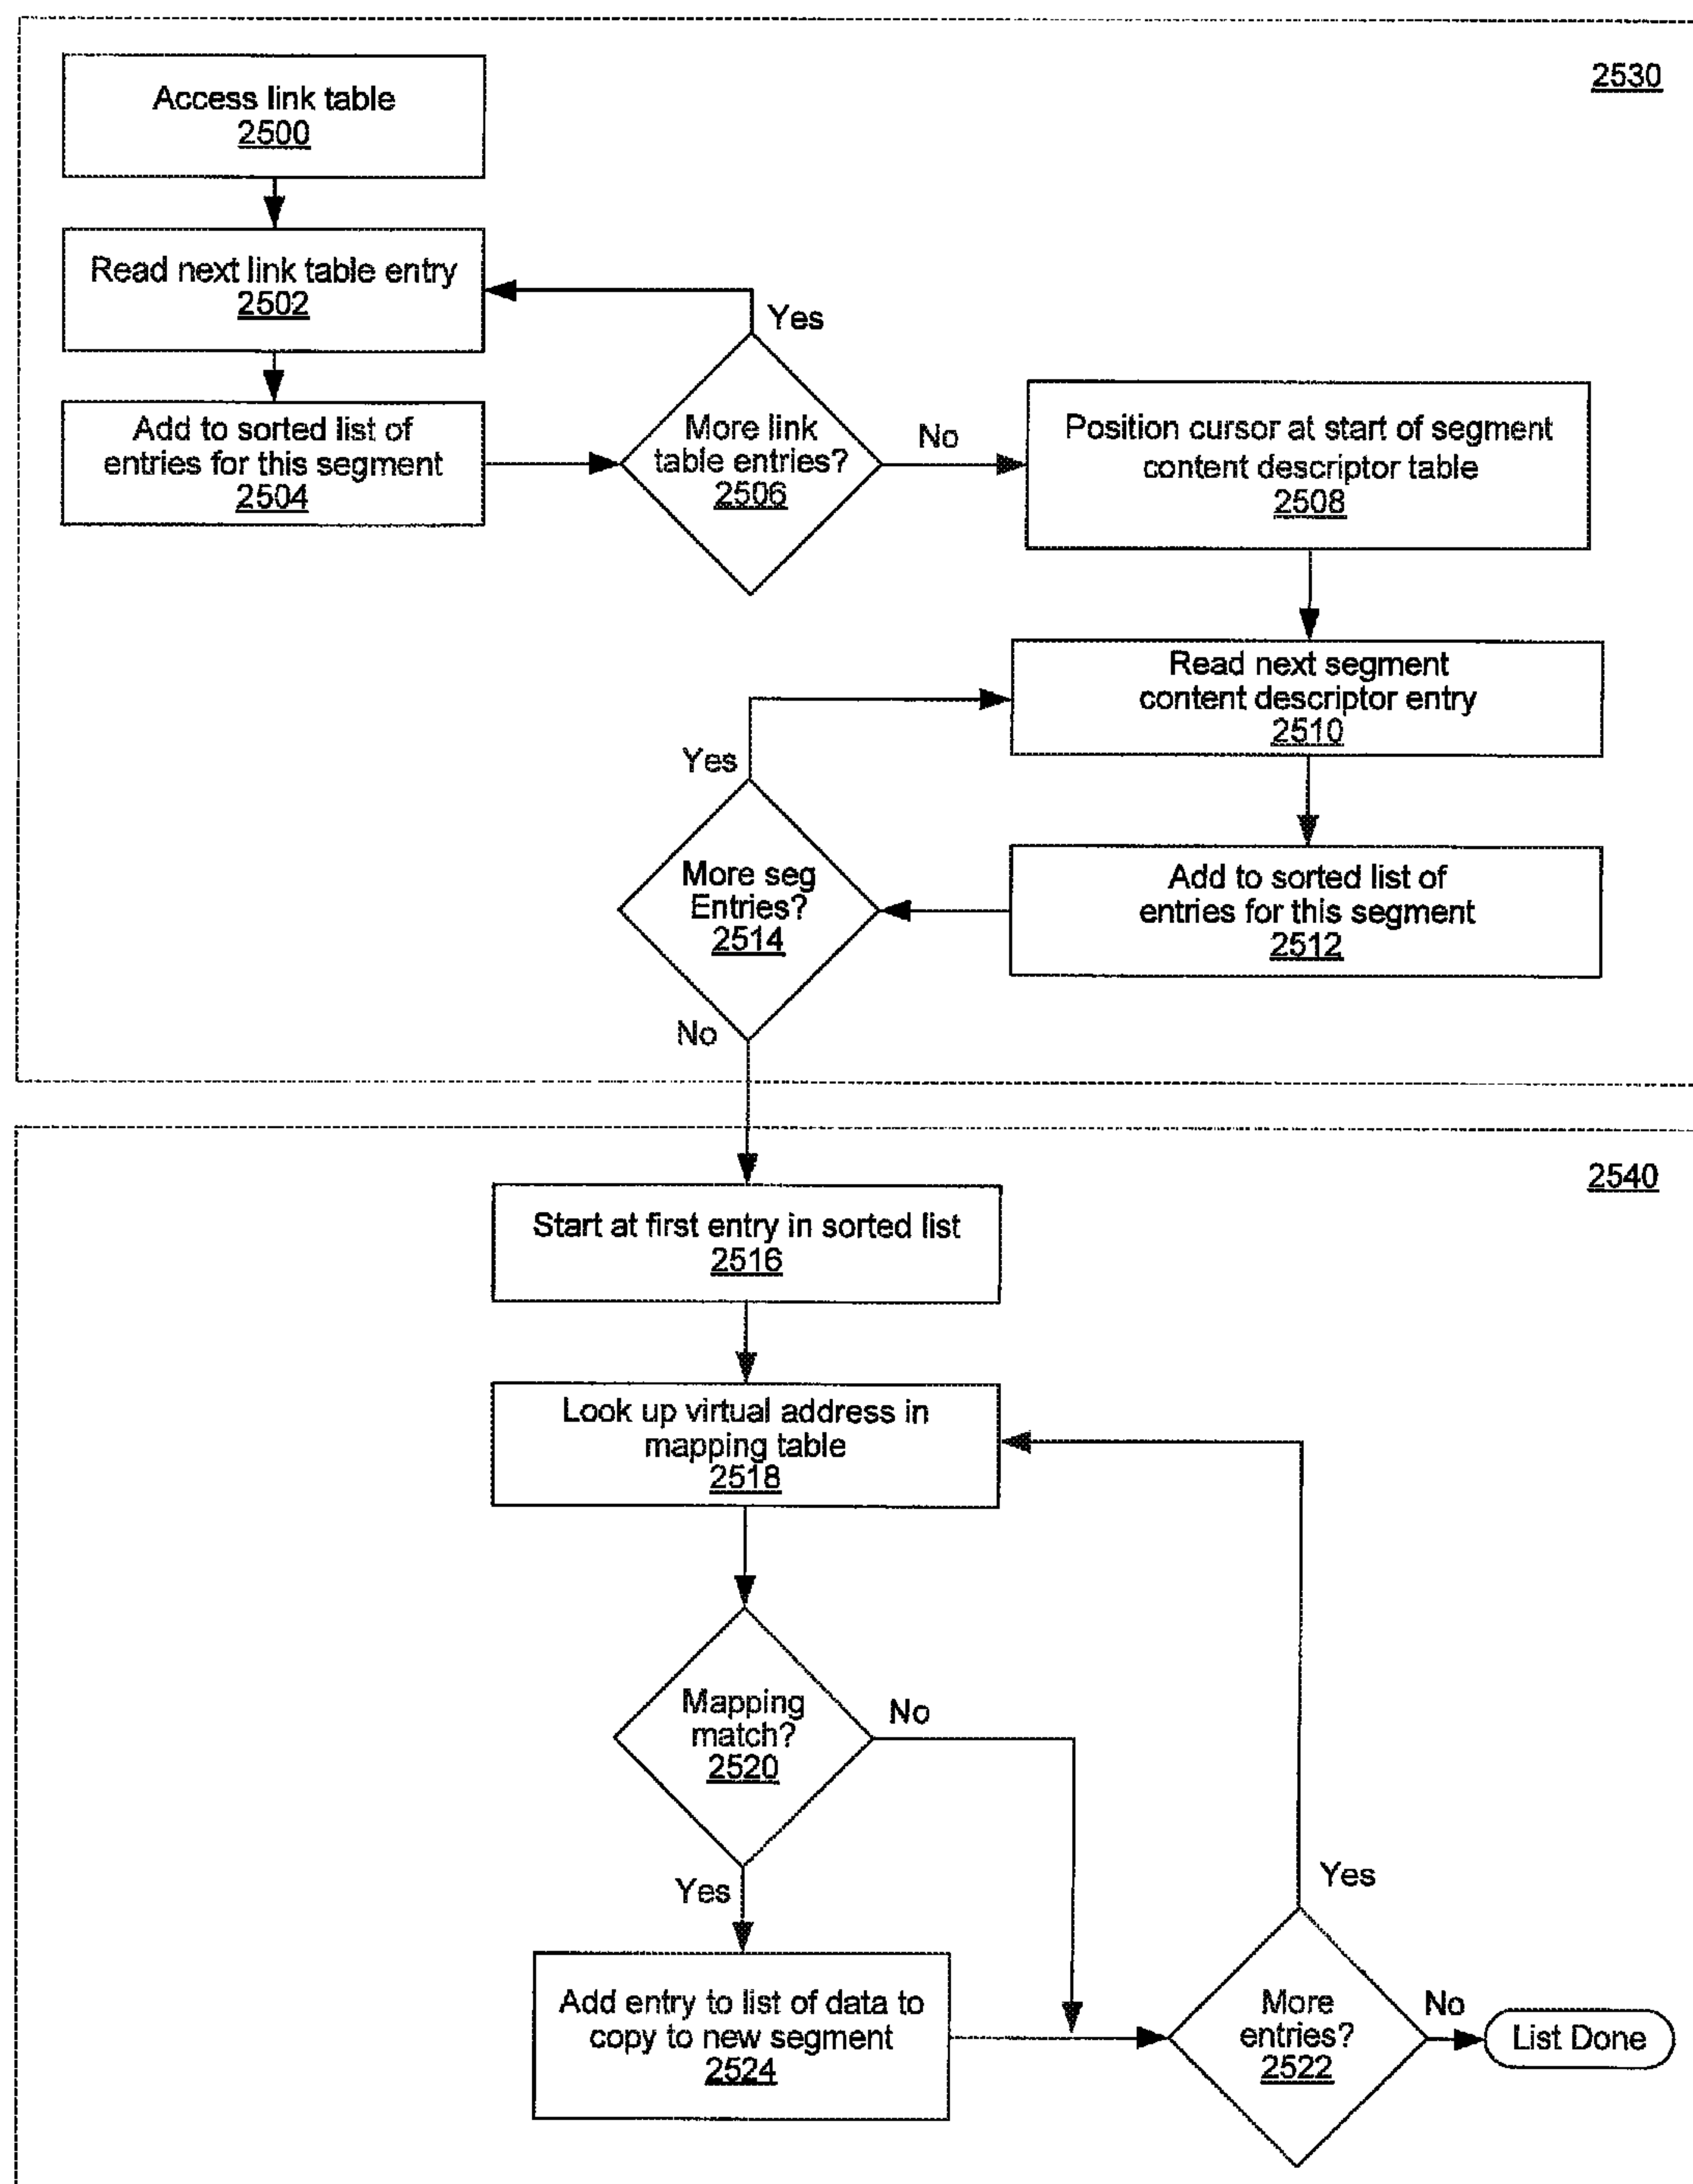 2530
Access link table
2500
Read next link table entry
2502
Yes
Add to sorted list of
entries for this segment
2504
More link
table entries?
2506
No
Position cursor at start of segment
content descriptor table
2508
Read next segment
content descriptor entry
2510
Yes
More seg
Entries?
2514
Add to sorted list of
entries for this segment
2512
No
2540
Start at first entry in sorted list
2516
Look up virtual address in
mapping table
2518
Mapping
match?
2520
No
Yes
Yes
Add entry to list of data to
copy to new segment
2524
More
entries?
2522
No
List Done